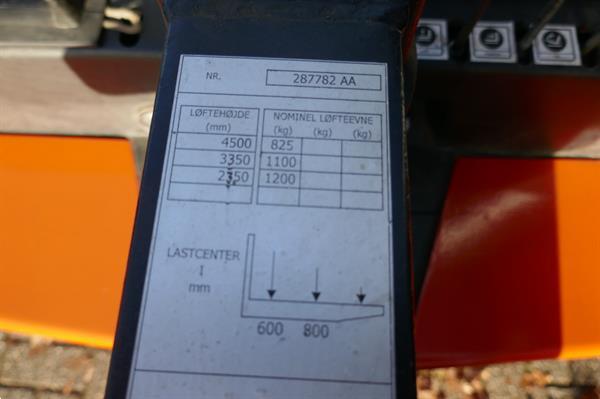 NR. 287782 AA
LØFTEHØJDE NOMINEL LØFTEEVNE
(mm) (kg) (kg) (kg)
4500 825
3350 1100
2350 1200
LASTCENTER
I
mm
600 800